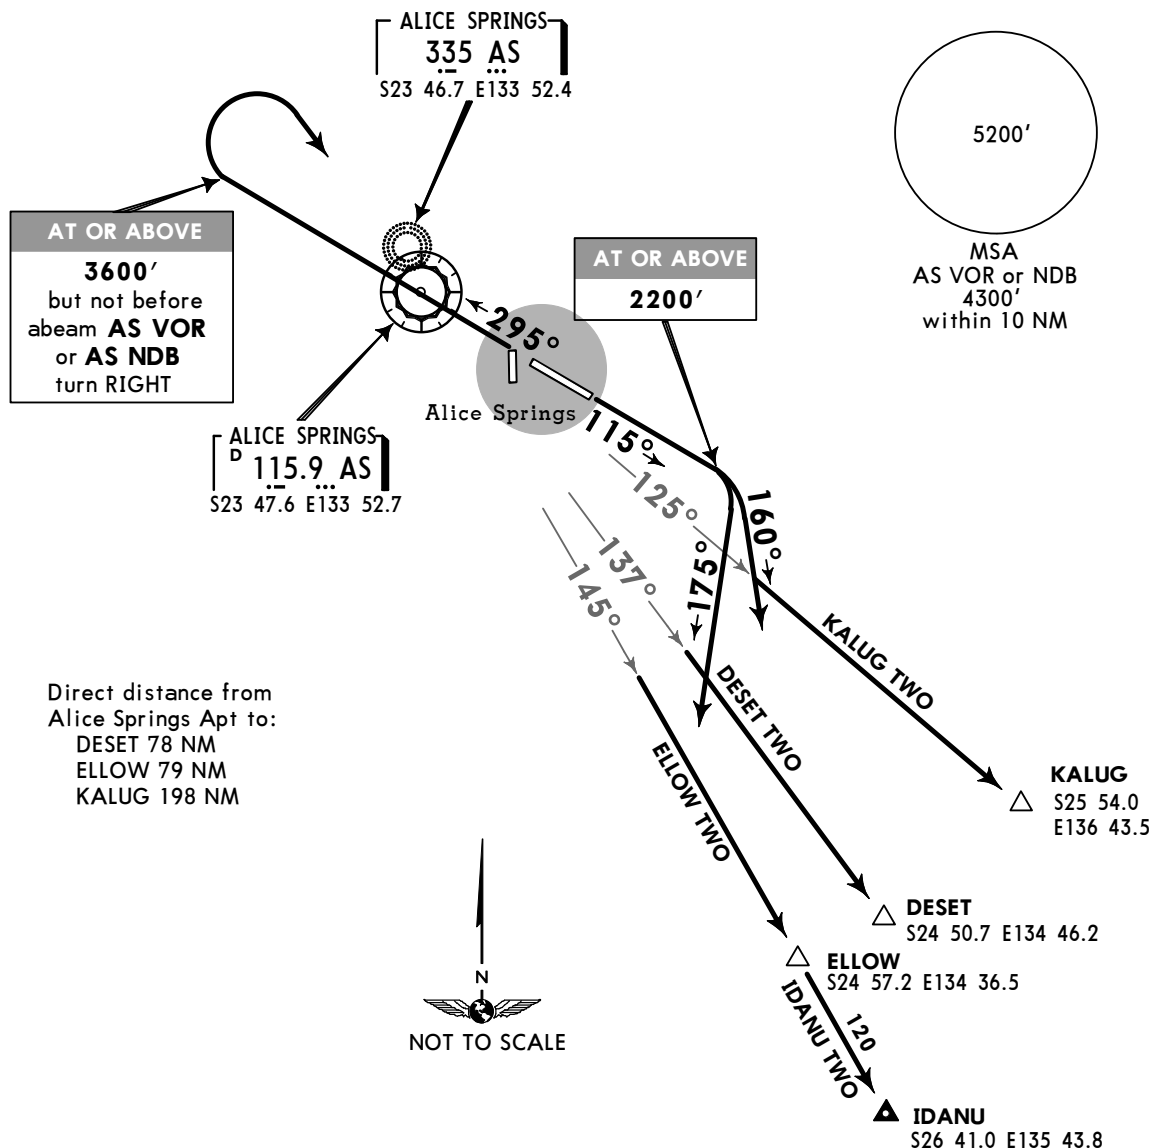 ALICE SPRINGS
335 AS
S23 46.7 E133 52.4
5200'
MSA
AS VOR or NDB
4300'
within 10 NM
AT OR ABOVE
3600'
but not before
abeam AS VOR
or AS NDB
turn RIGHT
AT OR ABOVE
2200'
295°
Alice Springs
115°
ALICE SPRINGS
D 115.9 AS
S23 47.6 E133 52.7
125°
160°
137°
175°
145°
KALUG TWO
DESET TWO
ELLOW TWO
Direct distance from
Alice Springs Apt to:
DESET 78 NM
ELLOW 79 NM
KALUG 198 NM
KALUG
S25 54.0
E136 43.5
DESET
S24 50.7 E134 46.2
ELLOW
S24 57.2 E134 36.5
N
NOT TO SCALE
IDANU TWO
120
IDANU
S26 41.0 E135 43.8